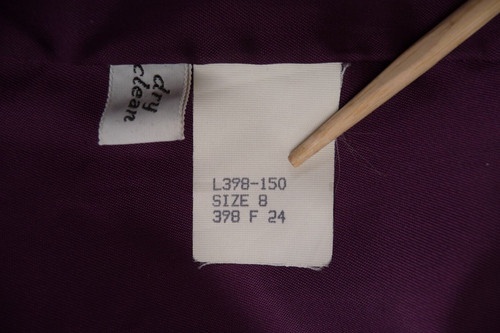 dry
clean
L398-150
SIZE 8
398 F 24